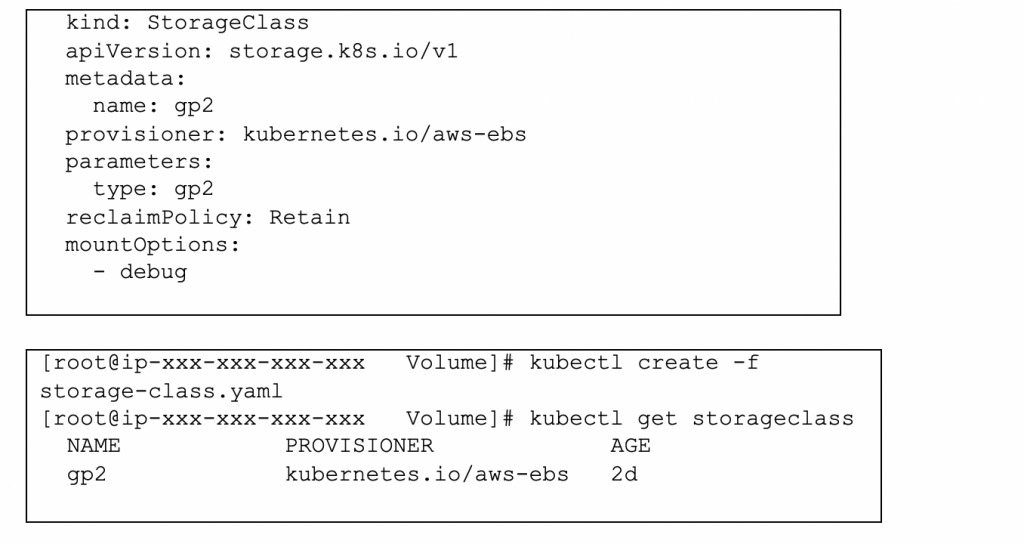 kind: StorageClass
apiVersion: storage.k8s.io/v1
metadata:
  name: gp2
provisioner: kubernetes.io/aws-ebs
parameters:
  type: gp2
reclaimPolicy: Retain
mountOptions:
  - debug
[root@ip-xxx-xxx-xxx-xxx   Volume]# kubectl create -f
storage-class.yaml
[root@ip-xxx-xxx-xxx-xxx   Volume]# kubectl get storageclass
  NAME            PROVISIONER             AGE
  gp2             kubernetes.io/aws-ebs   2d